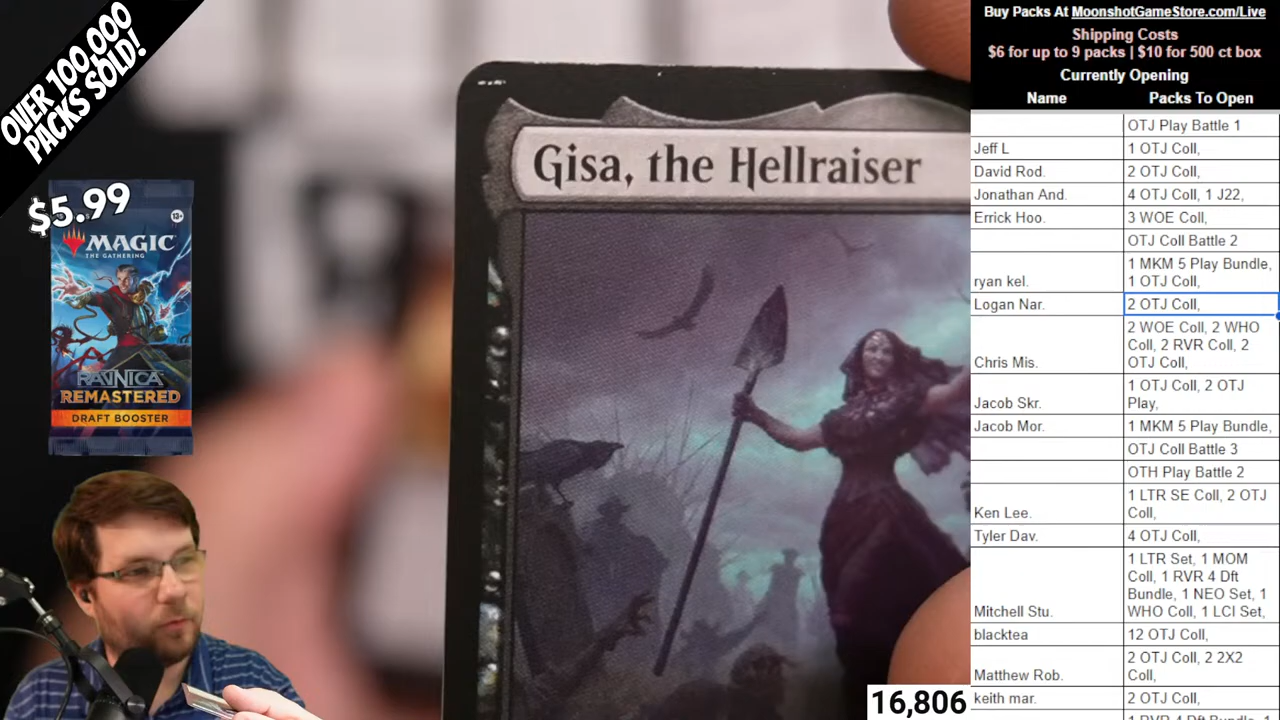 OVER 100,000
PACKS SOLD!
$5.99
13+
MAGIC
THE GATHERING
RAVNICA
REMASTERED
DRAFT BOOSTER
Gisa, the Hellraiser
16,806
Buy Packs At MoonshotGameStore.com/Live
Shipping Costs
$6 for up to 9 packs | $10 for 500 ct box
Currently Opening
Name Packs To Open
OTJ Play Battle 1
Jeff L 1 OTJ Coll,
David Rod. 2 OTJ Coll,
Jonathan And. 4 OTJ Coll, 1 J22,
Errick Hoo. 3 WOE Coll,
OTJ Coll Battle 2
1 MKM 5 Play Bundle,
ryan kel. 1 OTJ Coll,
Logan Nar. 2 OTJ Coll,
2 WOE Coll, 2 WHO
Coll, 2 RVR Coll, 2
Chris Mis. OTJ Coll,
1 OTJ Coll, 2 OTJ
Jacob Skr. Play,
Jacob Mor. 1 MKM 5 Play Bundle,
OTJ Coll Battle 3
OTH Play Battle 2
1 LTR SE Coll, 2 OTJ
Ken Lee. Coll,
Tyler Dav. 4 OTJ Coll,
1 LTR Set, 1 MOM
Coll, 1 RVR 4 Dft
Bundle, 1 NEO Set, 1
Mitchell Stu. WHO Coll, 1 LCI Set,
blacktea 12 OTJ Coll,
2 OTJ Coll, 2 2X2
Matthew Rob. Coll,
keith mar. 2 OTJ Coll,
1 RVR 4 Dft Bundle, 1